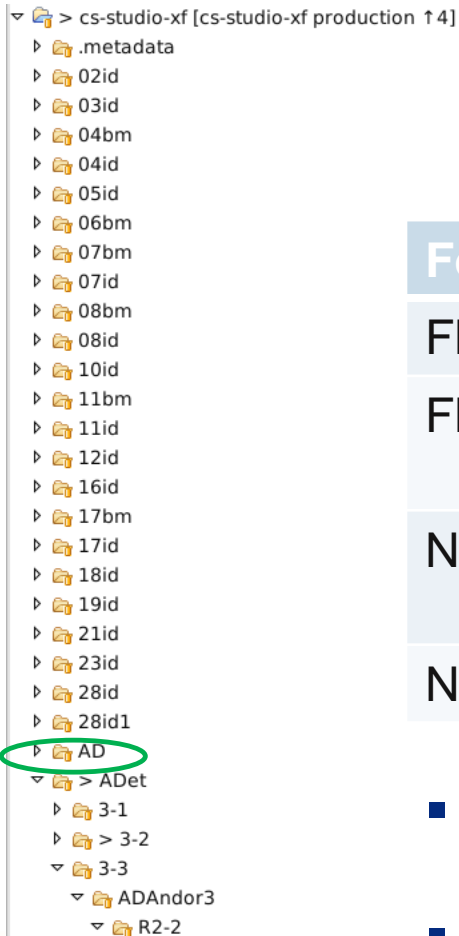 > cs-studio-xf [cs-studio-xf production ↑4]
.metadata
02id
03id
04bm
04id
05id
06bm
07bm
07id
08bm
08id
10id
11bm
11id
12id
16id
17bm
17id
18id
19id
21id
23id
28id
28id1
AD
> ADet
3-1
> 3-2
3-3
ADAndor3
R2-2